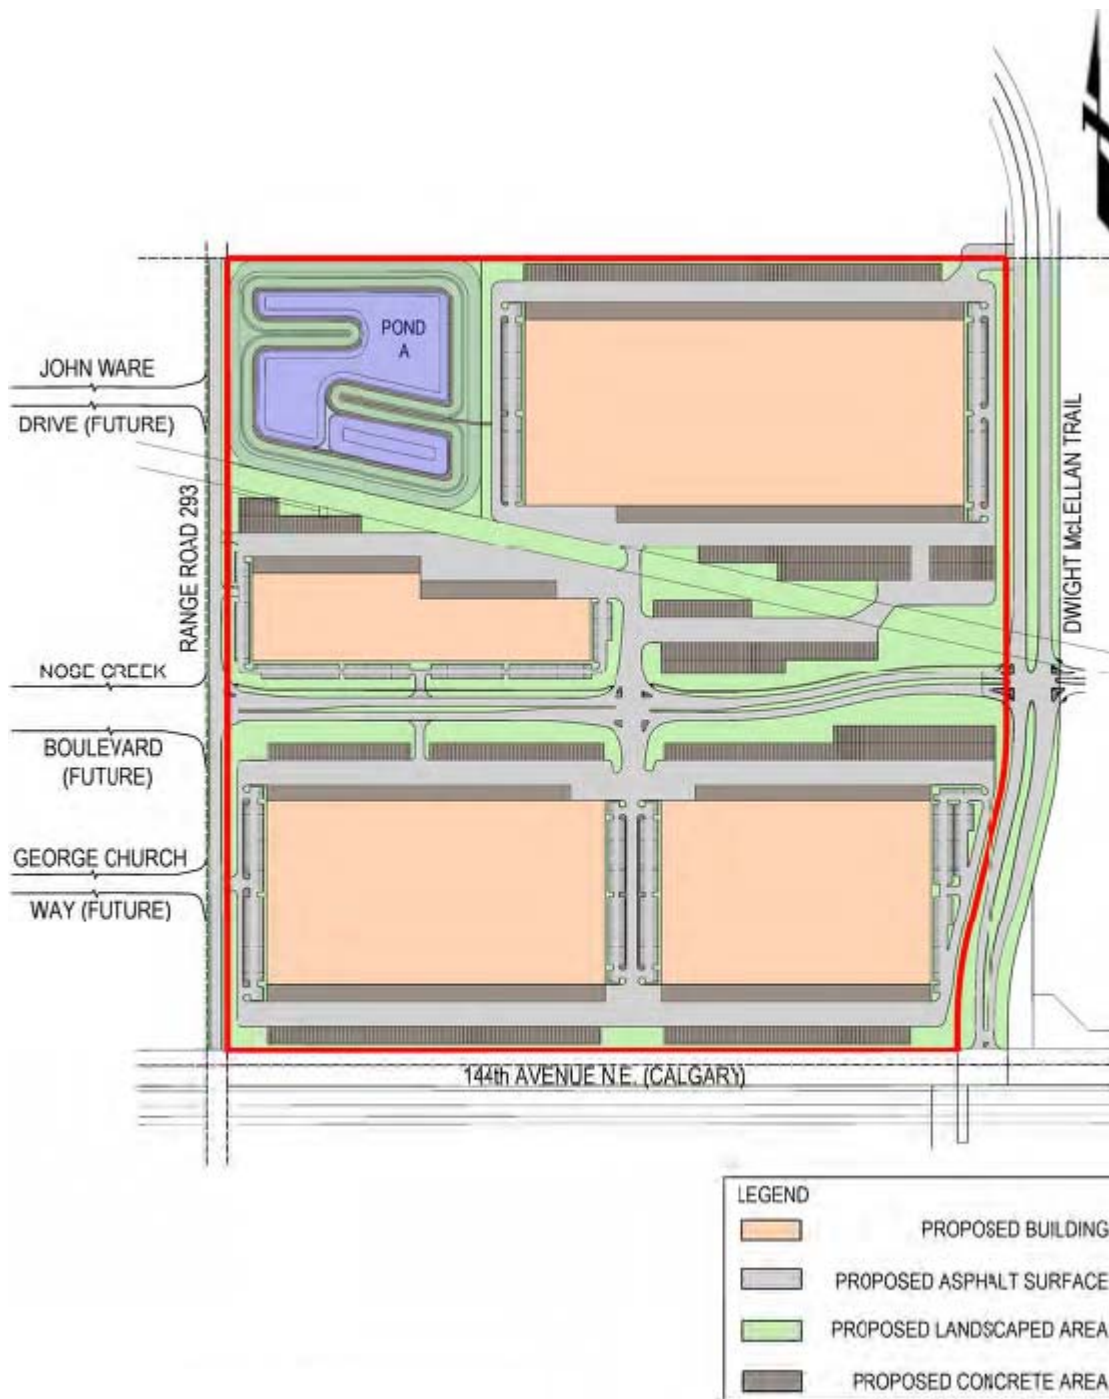 POND
A
JOHN WARE
DRIVE (FUTURE)
RANGE ROAD 293
DWIGHT McLELLAN TRAIL
NOSE CREEK
BOULEVARD
(FUTURE)
GEORGE CHURCH
WAY (FUTURE)
144th AVENUE N.E. (CALGARY)
LEGEND
PROPOSED BUILDING
PROPOSED ASPHALT SURFACE
PROPOSED LANDSCAPED AREA
PROPOSED CONCRETE AREA